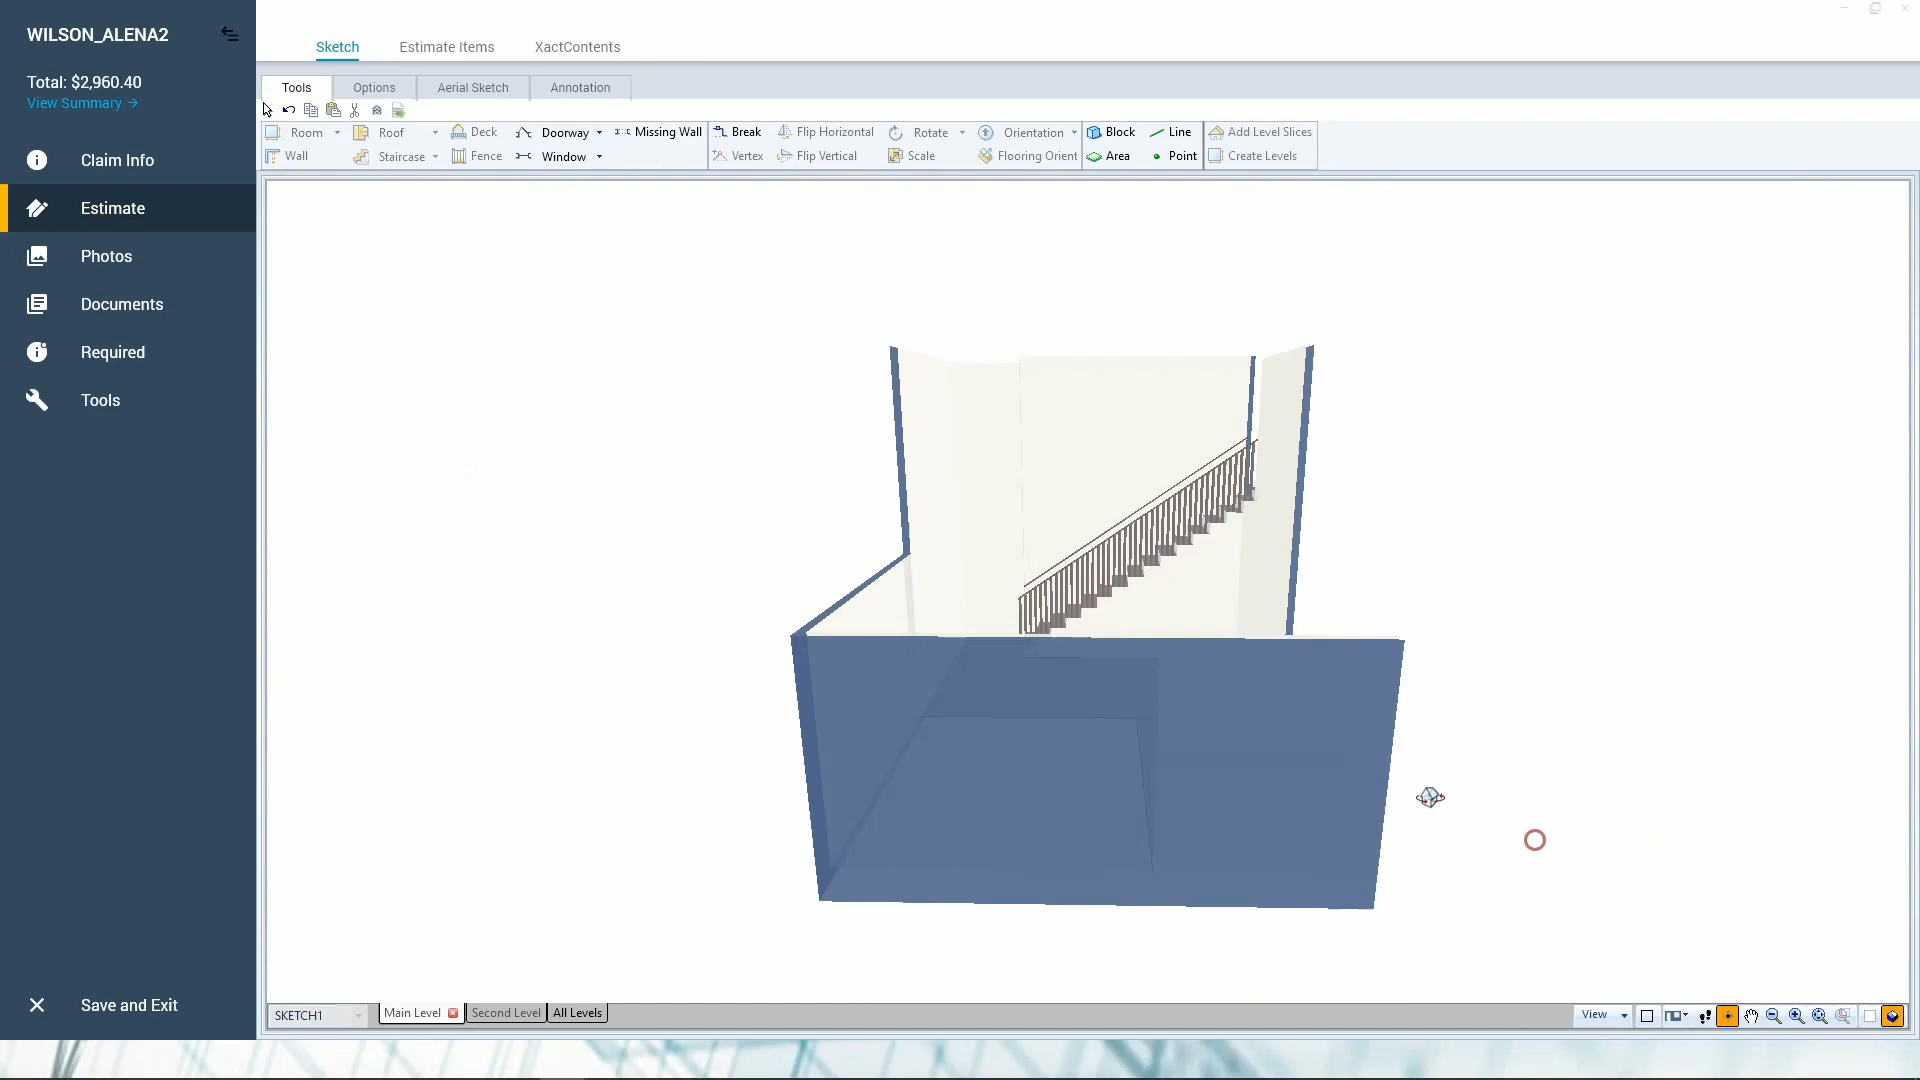 WILSON_ALENA2
Total: $2,960.40
View Summary →
Claim Info
Estimate
Photos
Documents
Required
Tools
Save and Exit
Sketch Estimate Items XactContents
Tools Options Aerial Sketch Annotation
Room Roof Deck Doorway Missing Wall Break Flip Horizontal Rotate Orientation Block Line Add Level Slices
Wall Staircase Fence Window Vertex Flip Vertical Scale Flooring Orient Area Point Create Levels
SKETCH1 Main Level Second Level All Levels View